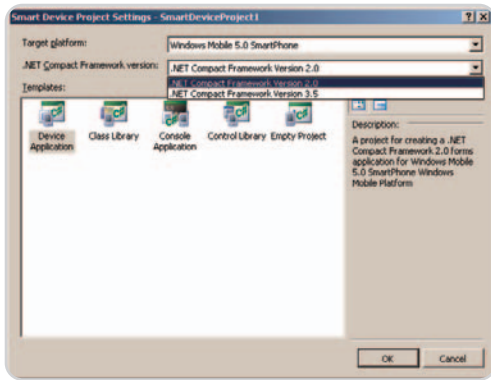 Smart Device Project Settings - SmartDeviceProject1
Target platform:
Windows Mobile 5.0 SmartPhone
.NET Compact Framework version:
.NET Compact Framework Version 2.0
.NET Compact Framework Version 2.0
.NET Compact Framework Version 3.5
Templates:
Device
Application
Class Library
Console
Application
Control Library
Empty Project
Description:
A project for creating a .NET
Compact Framework 2.0 forms
application for Windows Mobile
5.0 SmartPhone Windows
Mobile Platform
OK
Cancel